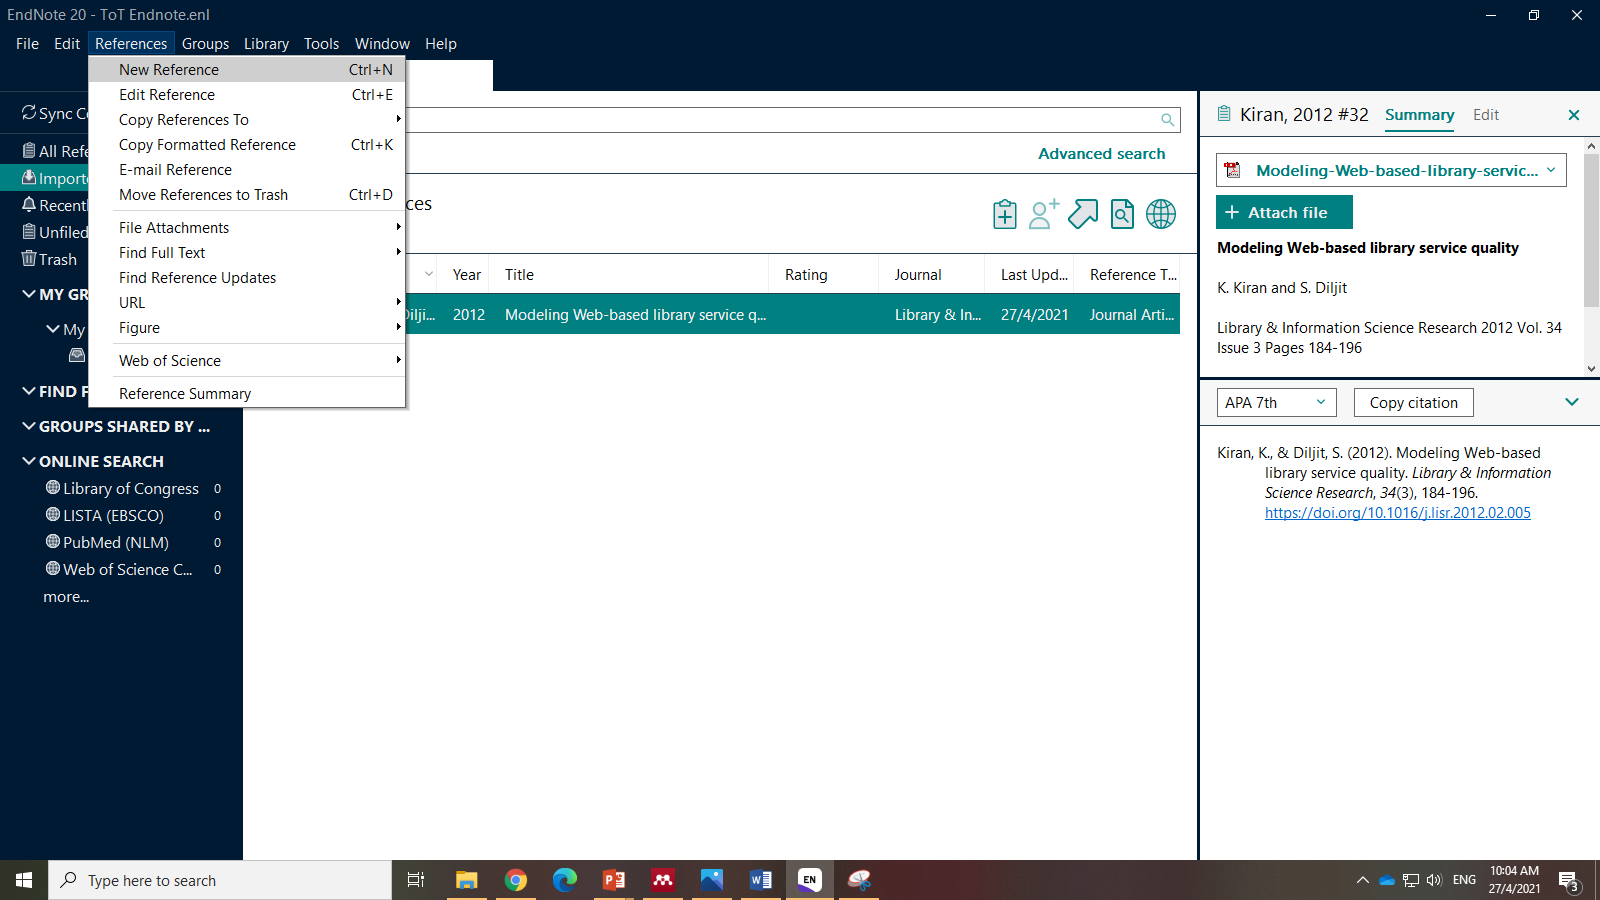 EndNote 20 - ToT Endnote.enl
File Edit References Groups Library Tools Window Help
New Reference Ctrl+N
Edit Reference Ctrl+E
Copy References To
Copy Formatted Reference Ctrl+K
E-mail Reference
Move References to Trash Ctrl+D
File Attachments
Find Full Text
Find Reference Updates
URL
Figure
Web of Science
Reference Summary
Sync Co
All Refe
Importe
Recentl
Unfiled
Trash
MY GR
My
FIND F
GROUPS SHARED BY ...
ONLINE SEARCH
Library of Congress 0
LISTA (EBSCO) 0
PubMed (NLM) 0
Web of Science C... 0
more...
Advanced search
ces
Year Title Rating Journal Last Upd... Reference T...
Dilji... 2012 Modeling Web-based library service q... Library & In... 27/4/2021 Journal Arti...
Kiran, 2012 #32 Summary Edit
Modeling-Web-based-library-servic...
+ Attach file
Modeling Web-based library service quality
K. Kiran and S. Diljit
Library & Information Science Research 2012 Vol. 34
Issue 3 Pages 184-196
APA 7th Copy citation
Kiran, K., & Diljit, S. (2012). Modeling Web-based
library service quality. Library & Information
Science Research, 34(3), 184-196.
https://doi.org/10.1016/j.lisr.2012.02.005
Type here to search
EN
ENG
10:04 AM
27/4/2021
3